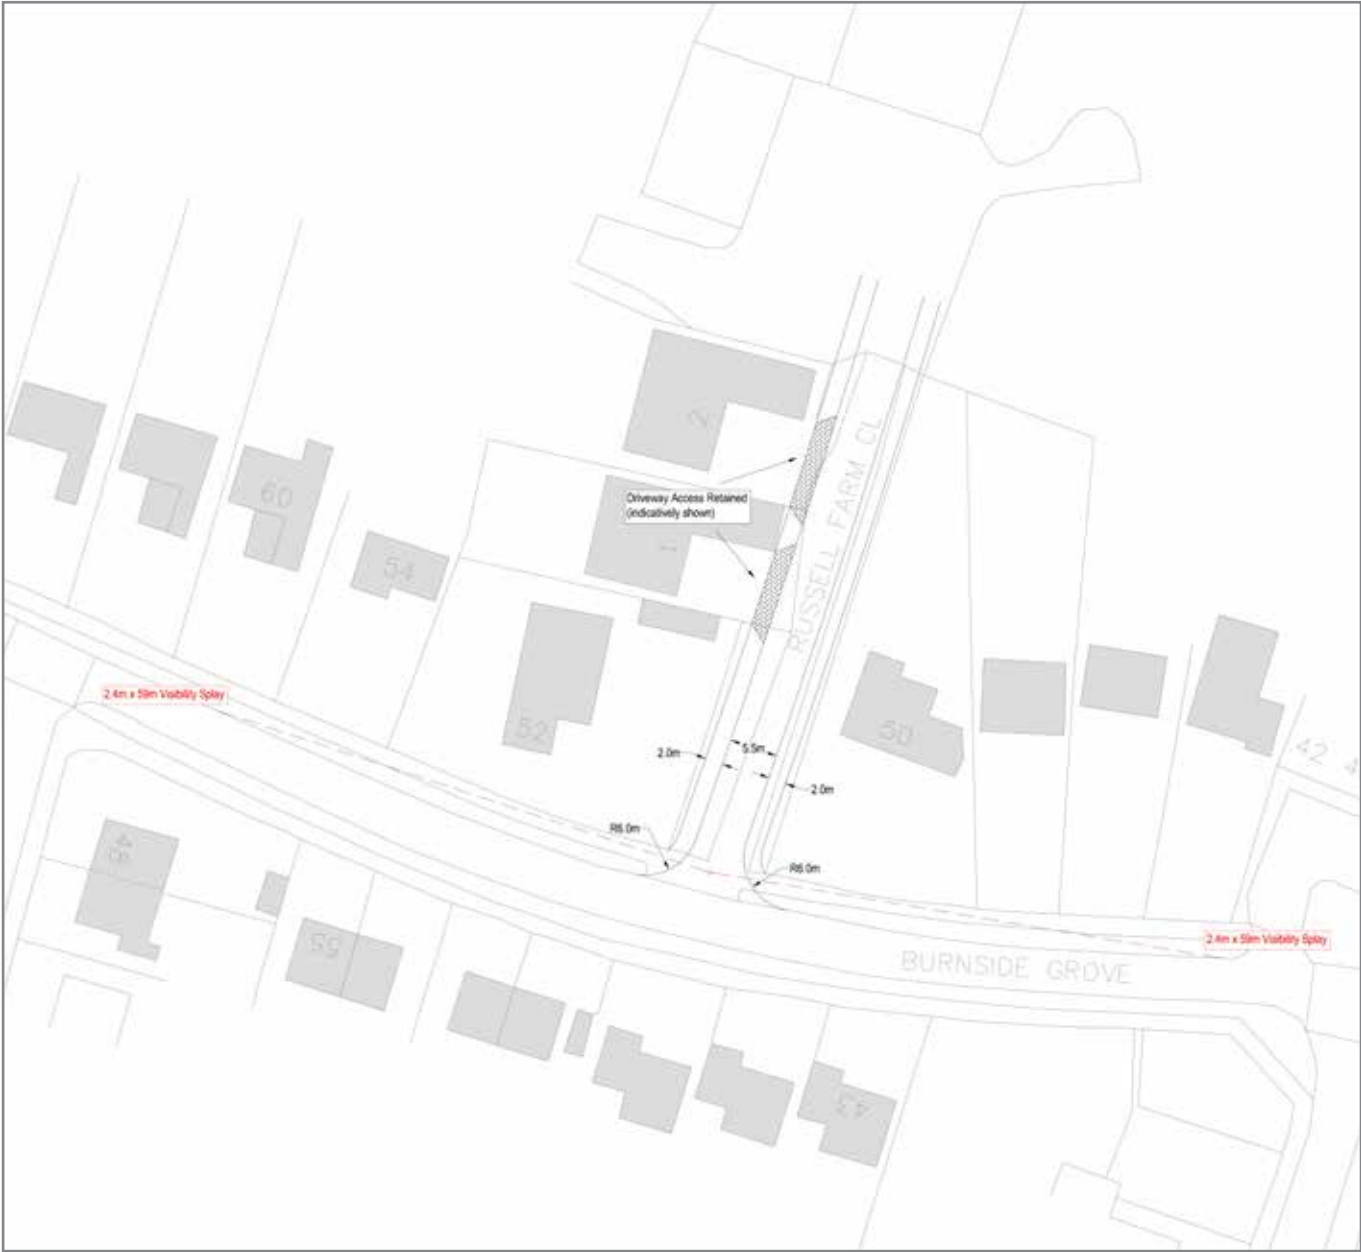 RUSSELL FARM CL
2
Driveway Access Retained
(indicatively shown)
1
60
54
2.4m x 59m Visibility Splay
52
50
42
2.0m
5.5m
2.0m
R6.0m
R6.0m
2.4m x 59m Visibility Splay
BURNSIDE GROVE
55
43